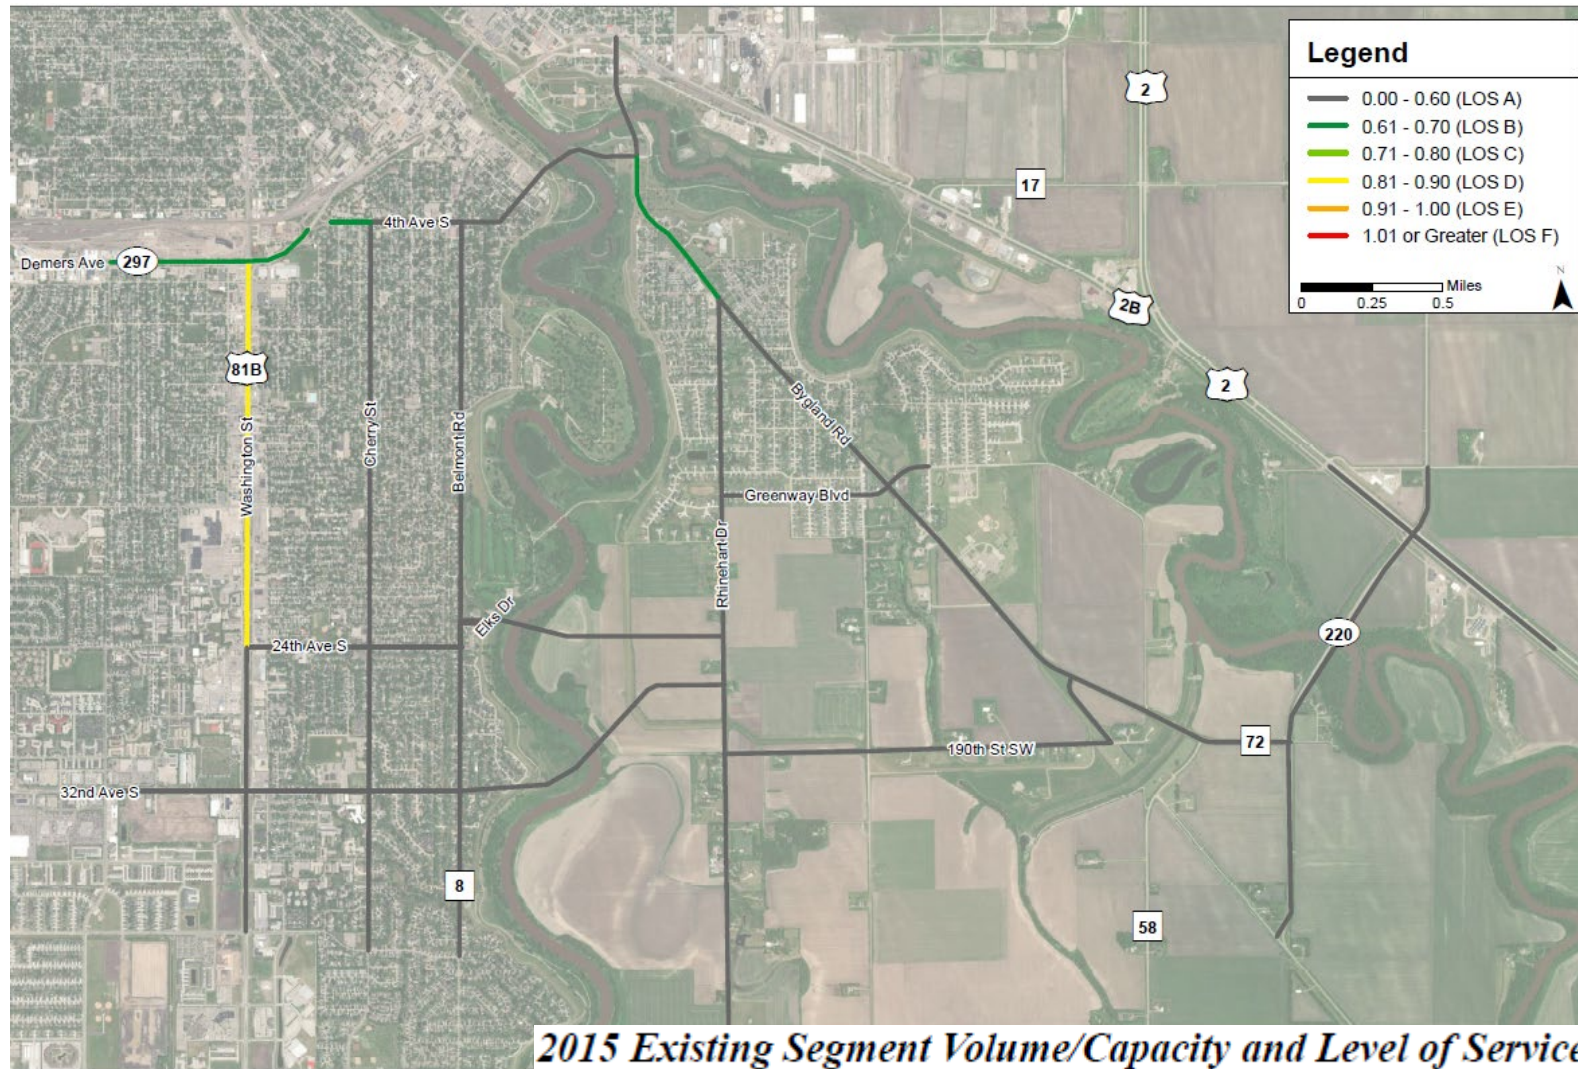 Legend
0.00 - 0.60 (LOS A)
0.61 - 0.70 (LOS B)
0.71 - 0.80 (LOS C)
0.81 - 0.90 (LOS D)
0.91 - 1.00 (LOS E)
1.01 or Greater (LOS F)
Miles
0 0.25 0.5
N
2
17
4th Ave S
Demers Ave
297
2B
81B
2
Washington St
Cherry St
Belmont Rd
Bygland Rd
Greenway Blvd
Rhinehart Dr
Elks Dr
24th Ave S
220
72
190th St SW
32nd Ave S
8
58
2015 Existing Segment Volume/Capacity and Level of Service